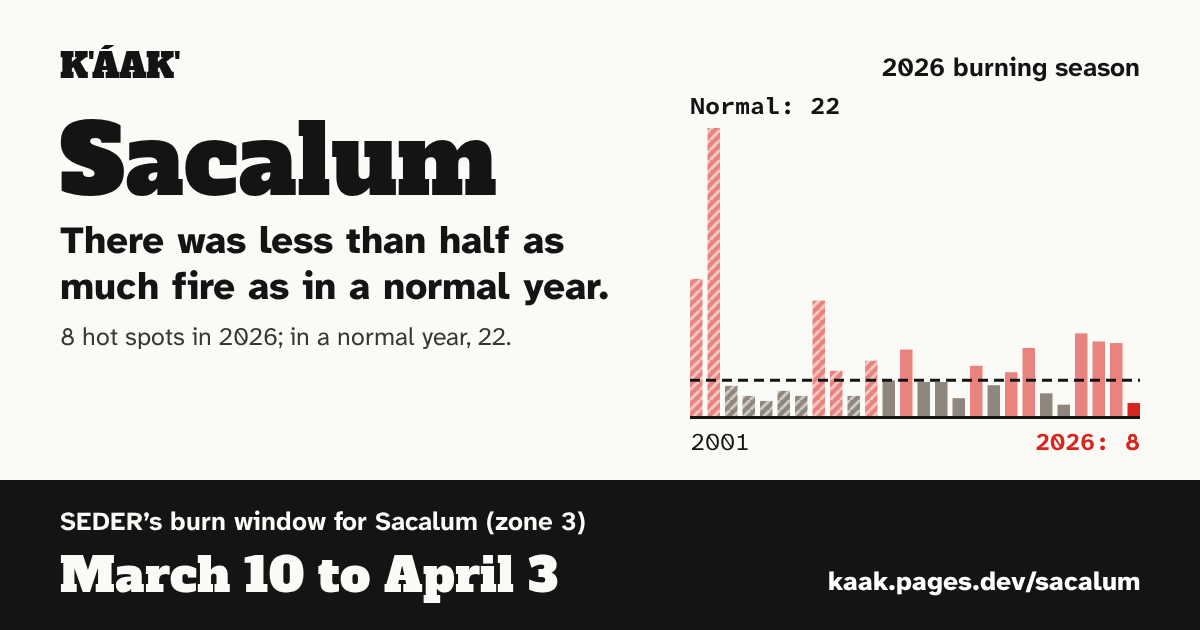 K'ÁAK'
Sacalum
There was less than half as
much fire as in a normal year.
8 hot spots in 2026; in a normal year, 22.
2026 burning season
Normal: 22
2001
2026: 8
SEDER’s burn window for Sacalum (zone 3)
March 10 to April 3
kaak.pages.dev/sacalum